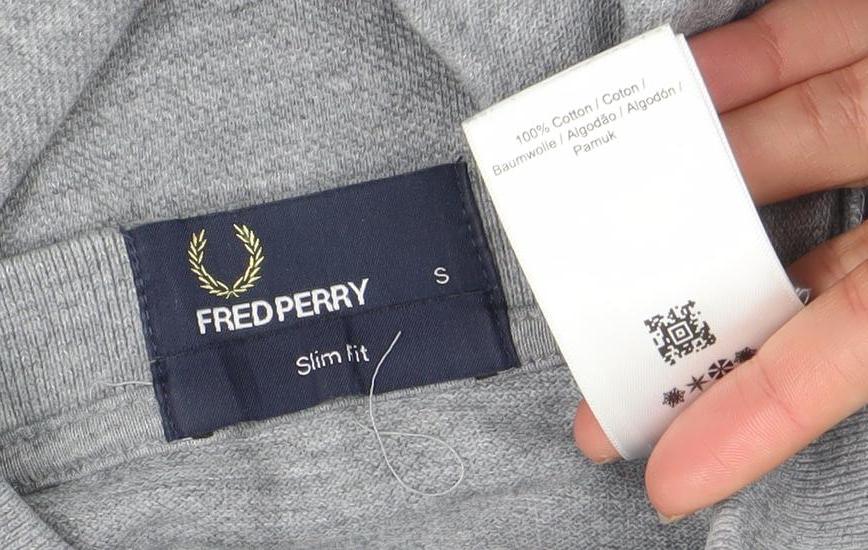 FRED PERRY
S
Slim Fit
100% Cotton / Coton /
Baumwolle / Algodão / Algodón /
Pamuk